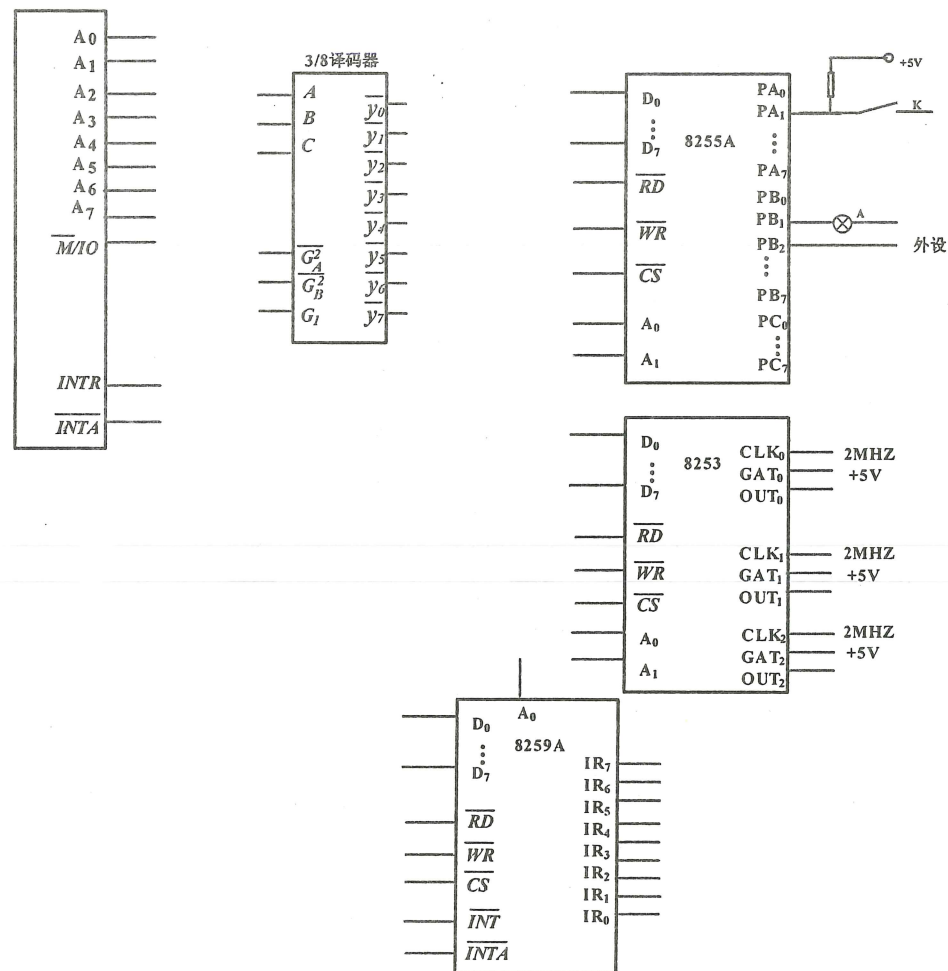 A0
A1
A2
A3
A4
A5
A6
A7
M/IO
INTR
INTA
3/8译码器
A
B
C
G2A
G2B
G1
y0
y1
y2
y3
y4
y5
y6
y7
8255A
D0
D7
RD
WR
CS
A0
A1
PA0
PA1
PA7
PB0
PB1
PB2
PB7
PC0
PC7
+5V
K
A
外设
8253
D0
D7
RD
WR
CS
A0
A1
CLK0 2MHZ
GAT0 +5V
OUT0
CLK1 2MHZ
GAT1 +5V
OUT1
CLK2 2MHZ
GAT2 +5V
OUT2
A0
8259A
D0
D7
RD
WR
CS
INT
INTA
IR7
IR6
IR5
IR4
IR3
IR2
IR1
IR0